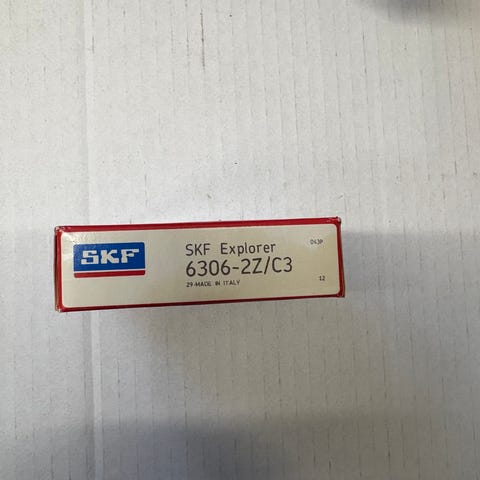 SKF
SKF Explorer
043P
6306-2Z/C3
29-MADE IN ITALY
12